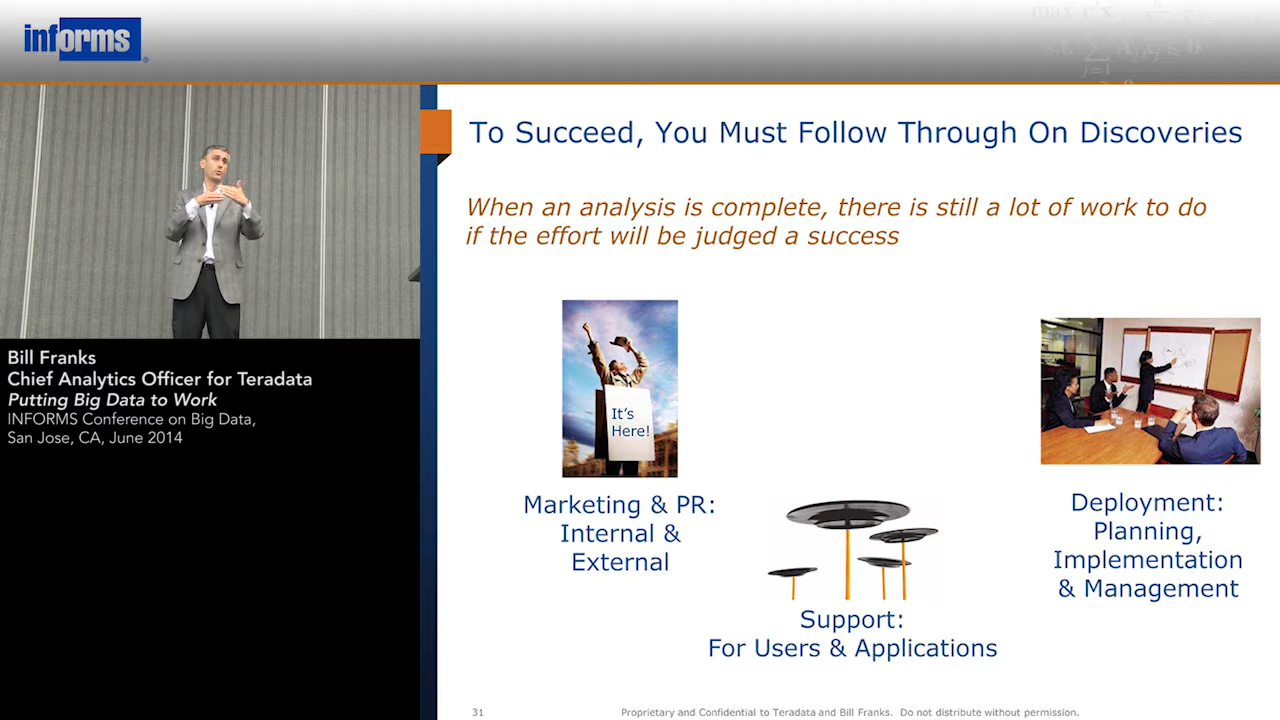 informs
Bill Franks
Chief Analytics Officer for Teradata
Putting Big Data to Work
INFORMS Conference on Big Data,
San Jose, CA, June 2014
To Succeed, You Must Follow Through On Discoveries
When an analysis is complete, there is still a lot of work to do
if the effort will be judged a success
It's
Here!
Marketing & PR:
Internal &
External
Support:
For Users & Applications
Deployment:
Planning,
Implementation
& Management
31
Proprietary and Confidential to Teradata and Bill Franks. Do not distribute without permission.